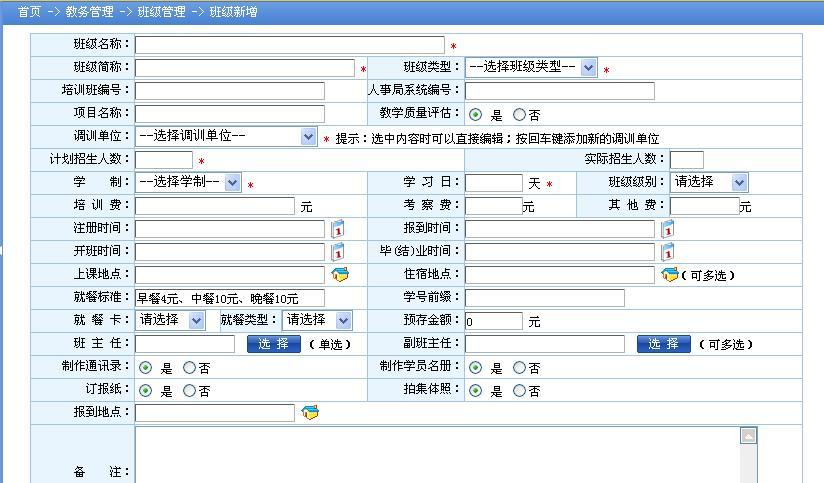 首页 -> 教务管理 -> 班级管理 -> 班级新增
班级名称： *
班级简称： * 班级类型： --选择班级类型-- *
培训班编号： 人事局系统编号：
项目名称： 教学质量评估： 是 否
调训单位： --选择调训单位-- * 提示：选中内容时可以直接编辑；按回车键添加新的调训单位
计划招生人数： * 实际招生人数：
学 制： --选择学制-- * 学 习 日： 天 * 班级级别： 请选择
培 训 费： 元 考 察 费： 元 其 他 费： 元
注册时间： 1 报到时间： 1
开班时间： 1 毕(结)业时间： 1
上课地点： 住宿地点： (可多选)
就餐标准： 早餐4元、中餐10元、晚餐10元 学号前缀：
就 餐 卡： 请选择 就餐类型： 请选择 预存金额： 0 元
班 主 任： 选 择 (单选) 副班主任： 选 择 (可多选)
制作通讯录： 是 否 制作学员名册： 是 否
订报纸： 是 否 拍集体照： 是 否
报到地点：
备 注：